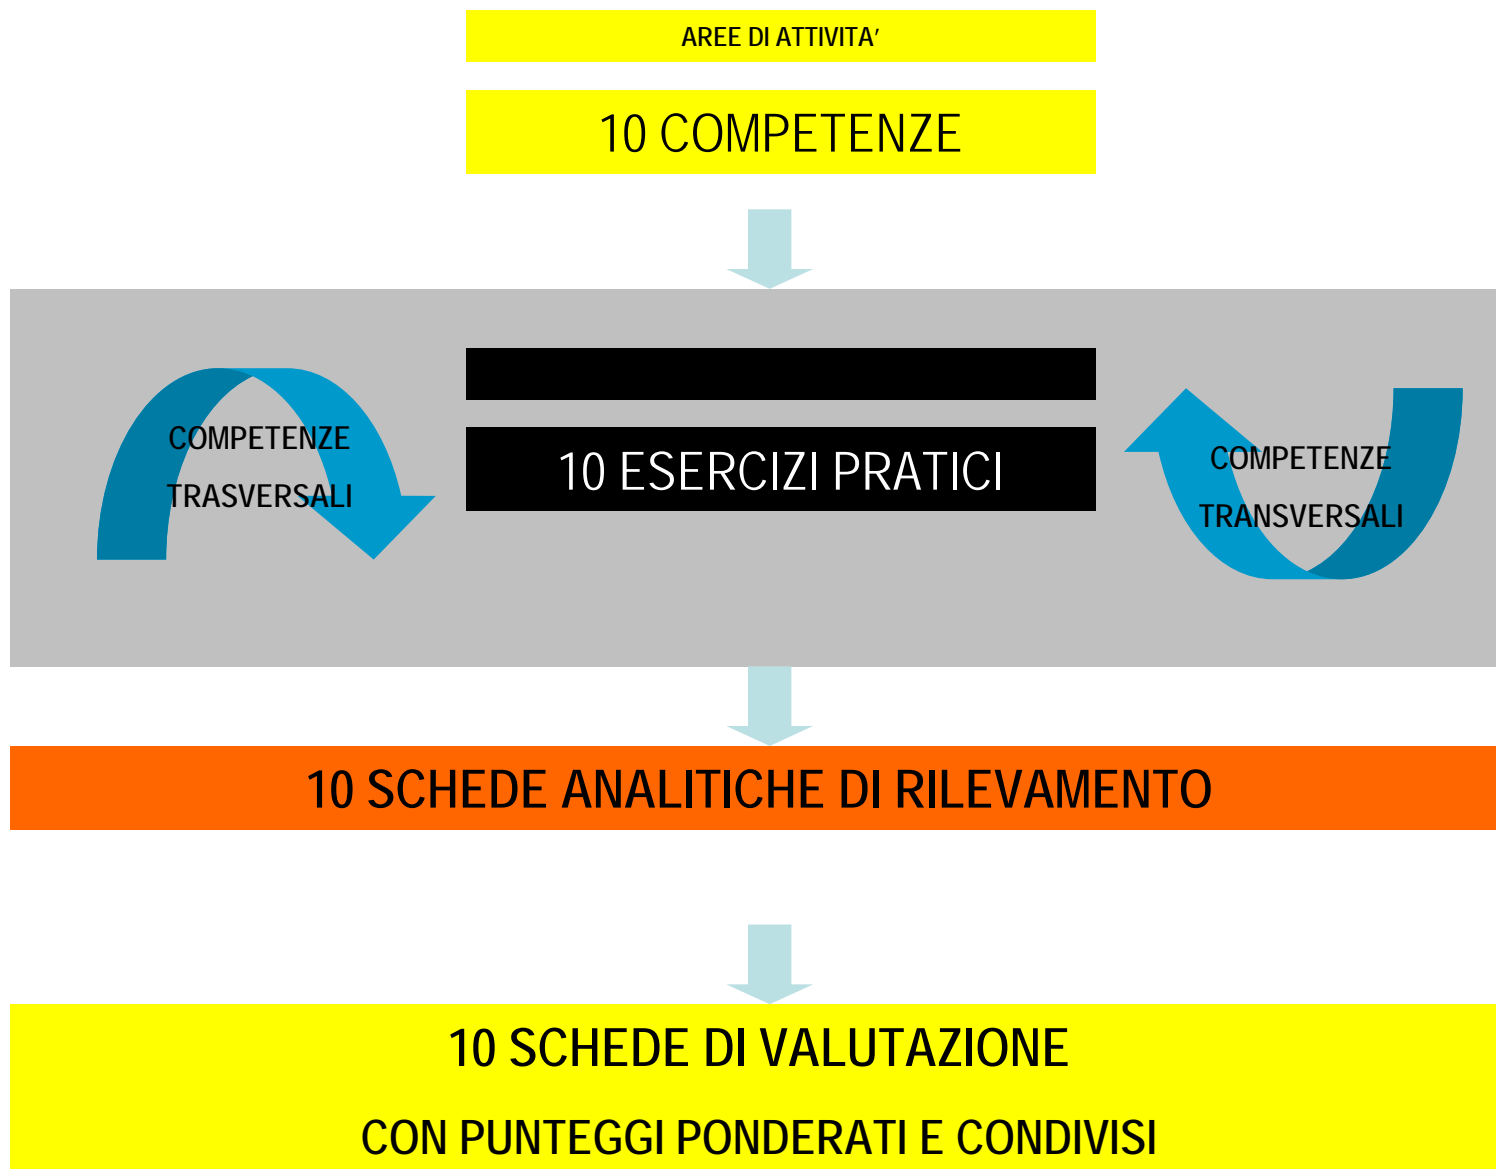 AREE DI ATTIVITA’
10 COMPETENZE
COMPETENZE
TRASVERSALI
10 ESERCIZI PRATICI
COMPETENZE
TRANSVERSALI
10 SCHEDE ANALITICHE DI RILEVAMENTO
10 SCHEDE DI VALUTAZIONE
CON PUNTEGGI PONDERATI E CONDIVISI